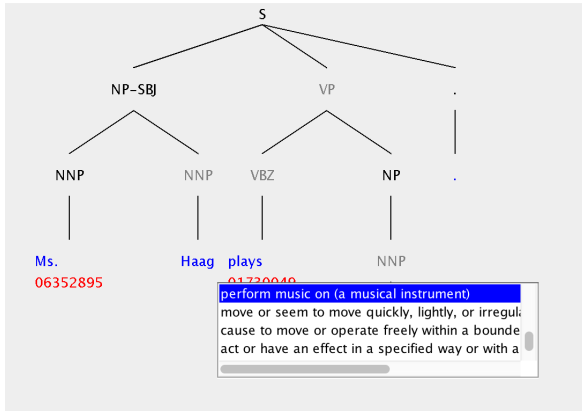 S
NP-SBJ VP .
NNP NNP VBZ NP .
Ms. Haag plays NNP
06352895
perform music on (a musical instrument)
move or seem to move quickly, lightly, or
cause to move or operate freely within a
act or have an effect in a specified way or with a